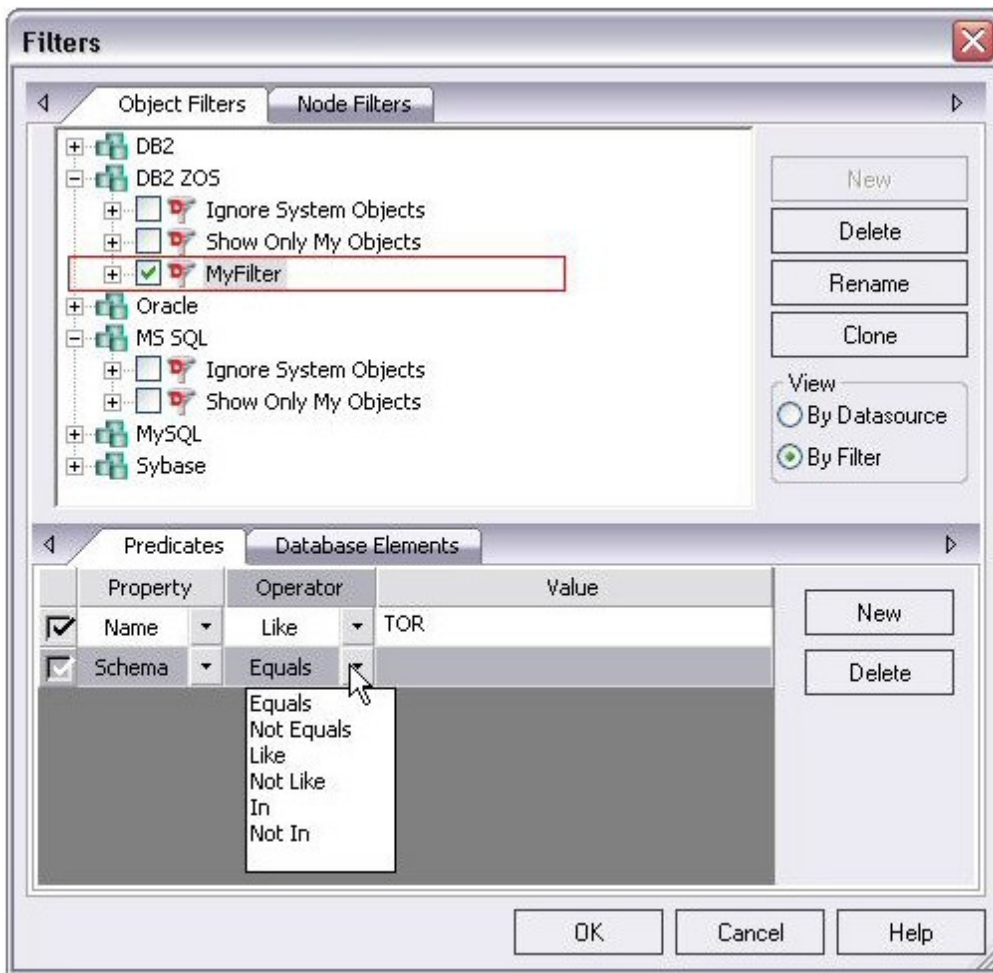 Filters
Object Filters
Node Filters
DB2
DB2 ZOS
Ignore System Objects
Show Only My Objects
MyFilter
Oracle
MS SQL
Ignore System Objects
Show Only My Objects
MySQL
Sybase
New
Delete
Rename
Clone
View
By Datasource
By Filter
Predicates
Database Elements
Property Operator Value
Name Like TOR
Schema Equals
Equals
Not Equals
Like
Not Like
In
Not In
New
Delete
OK Cancel Help